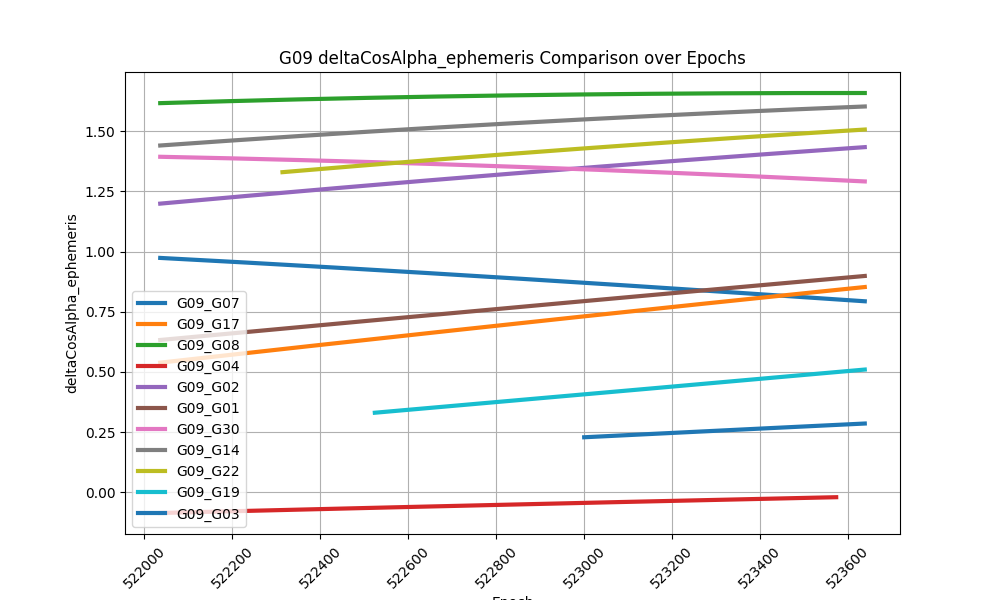 G09 deltaCosAlpha_ephemeris Comparison over Epochs
deltaCosAlpha_ephemeris
1.50
1.25
1.00
0.75
0.50
0.25
0.00
G09_G07
G09_G17
G09_G08
G09_G04
G09_G02
G09_G01
G09_G30
G09_G14
G09_G22
G09_G19
G09_G03
522000
522200
522400
522600
522800
523000
523200
523400
523600
Epoch